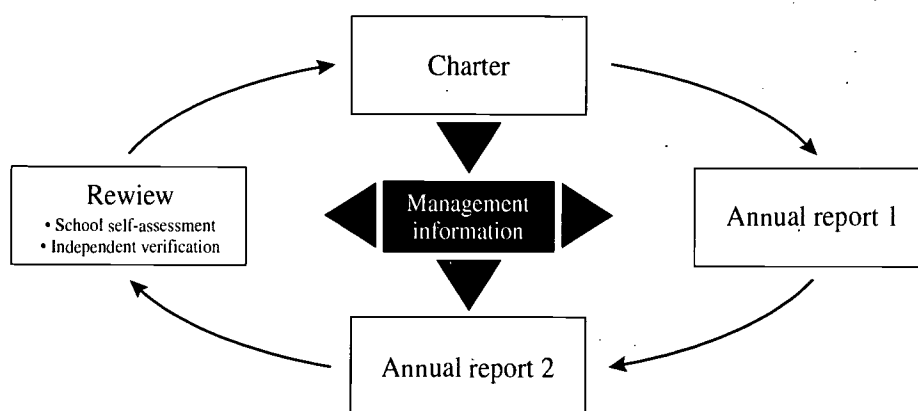 Charter
Rewiew
• School self-assessment
• Independent verification
Management
information
Annual report 1
Annual report 2